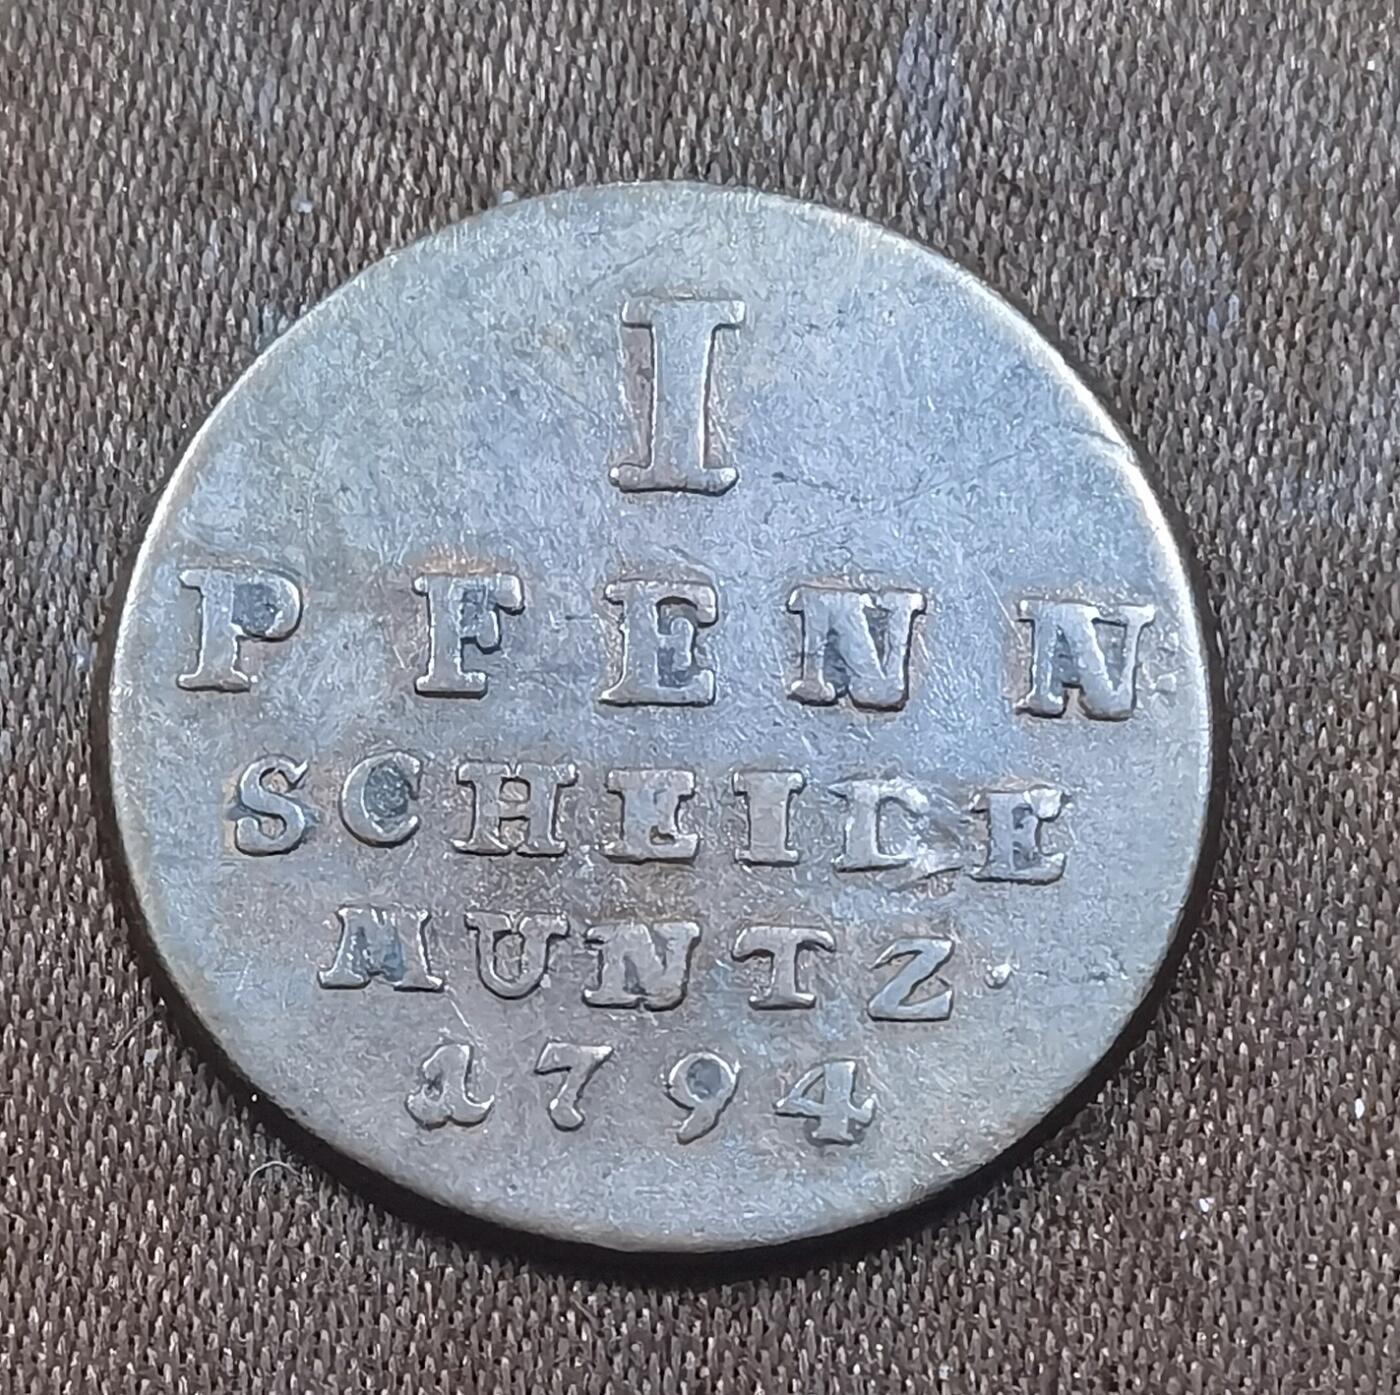 I
PFENN
SCHEIDE
MUNTZ.
1794